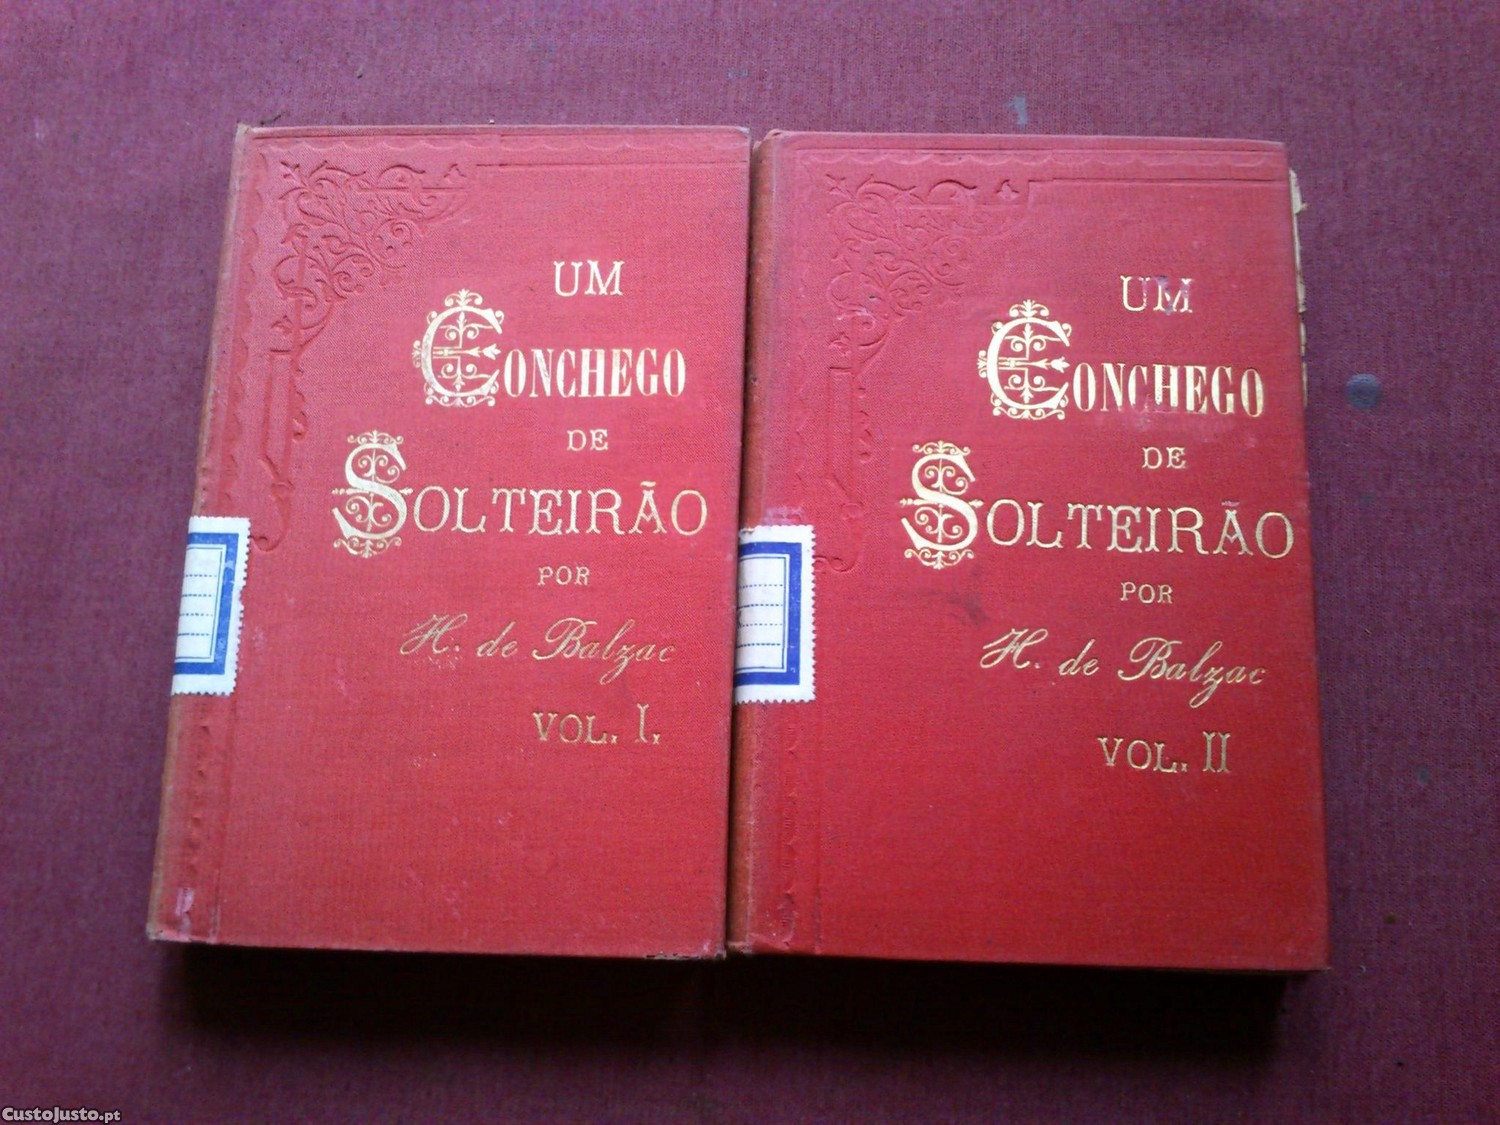 UM
CONCHEGO
DE
SOLTEIRÃO
POR
H. de Balzac
VOL. I.
UM
CONCHEGO
DE
SOLTEIRÃO
POR
H. de Balzac
VOL. II
CustoJusto.pt